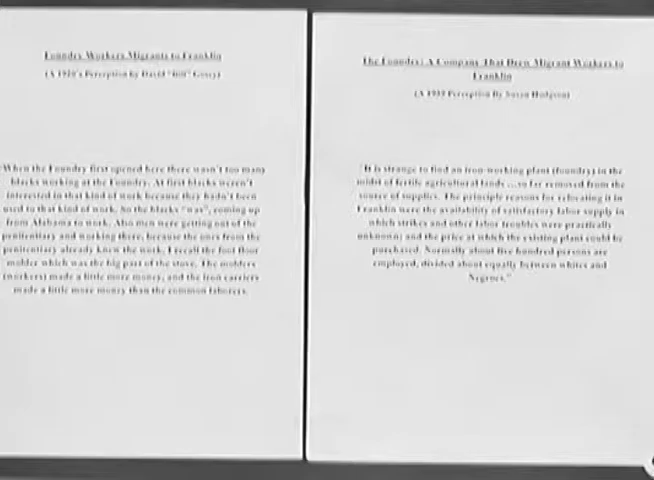 Foundry Workers Migrants to Franklin
(A 1920's Perception by David "Bill"
"When the Foundry first opened here there wasn't too many
blacks working at the Foundry. At first blacks weren't
interested in that kind of work because they hadn't been
used to that kind of work. So the blacks "was", coming up
from Alabama to work. Also men were getting out of the
penitentiary and working there, because the ones from the
penitentiary already knew the work. I recall the foot floor
molder which was the big part of the stove. The molders
(workers) made a little more money, and the iron carriers
made a little more money than the common laborers.
The Foundry: A Company That Drew Migrant Workers to
Franklin
(A 1959 Perception By Susan Hodgson)
"It is strange to find an iron-working plant (foundry) in the
midst of fertile agricultural lands ...so far removed from the
source of supplies. The principle reasons for relocating it in
Franklin were the availability of satisfactory labor supply in
which strikes and other labor troubles were practically
unknown; and the price at which the existing plant could be
purchased. Normally about five hundred persons are
employed, divided about equally between whites and
Negroes."